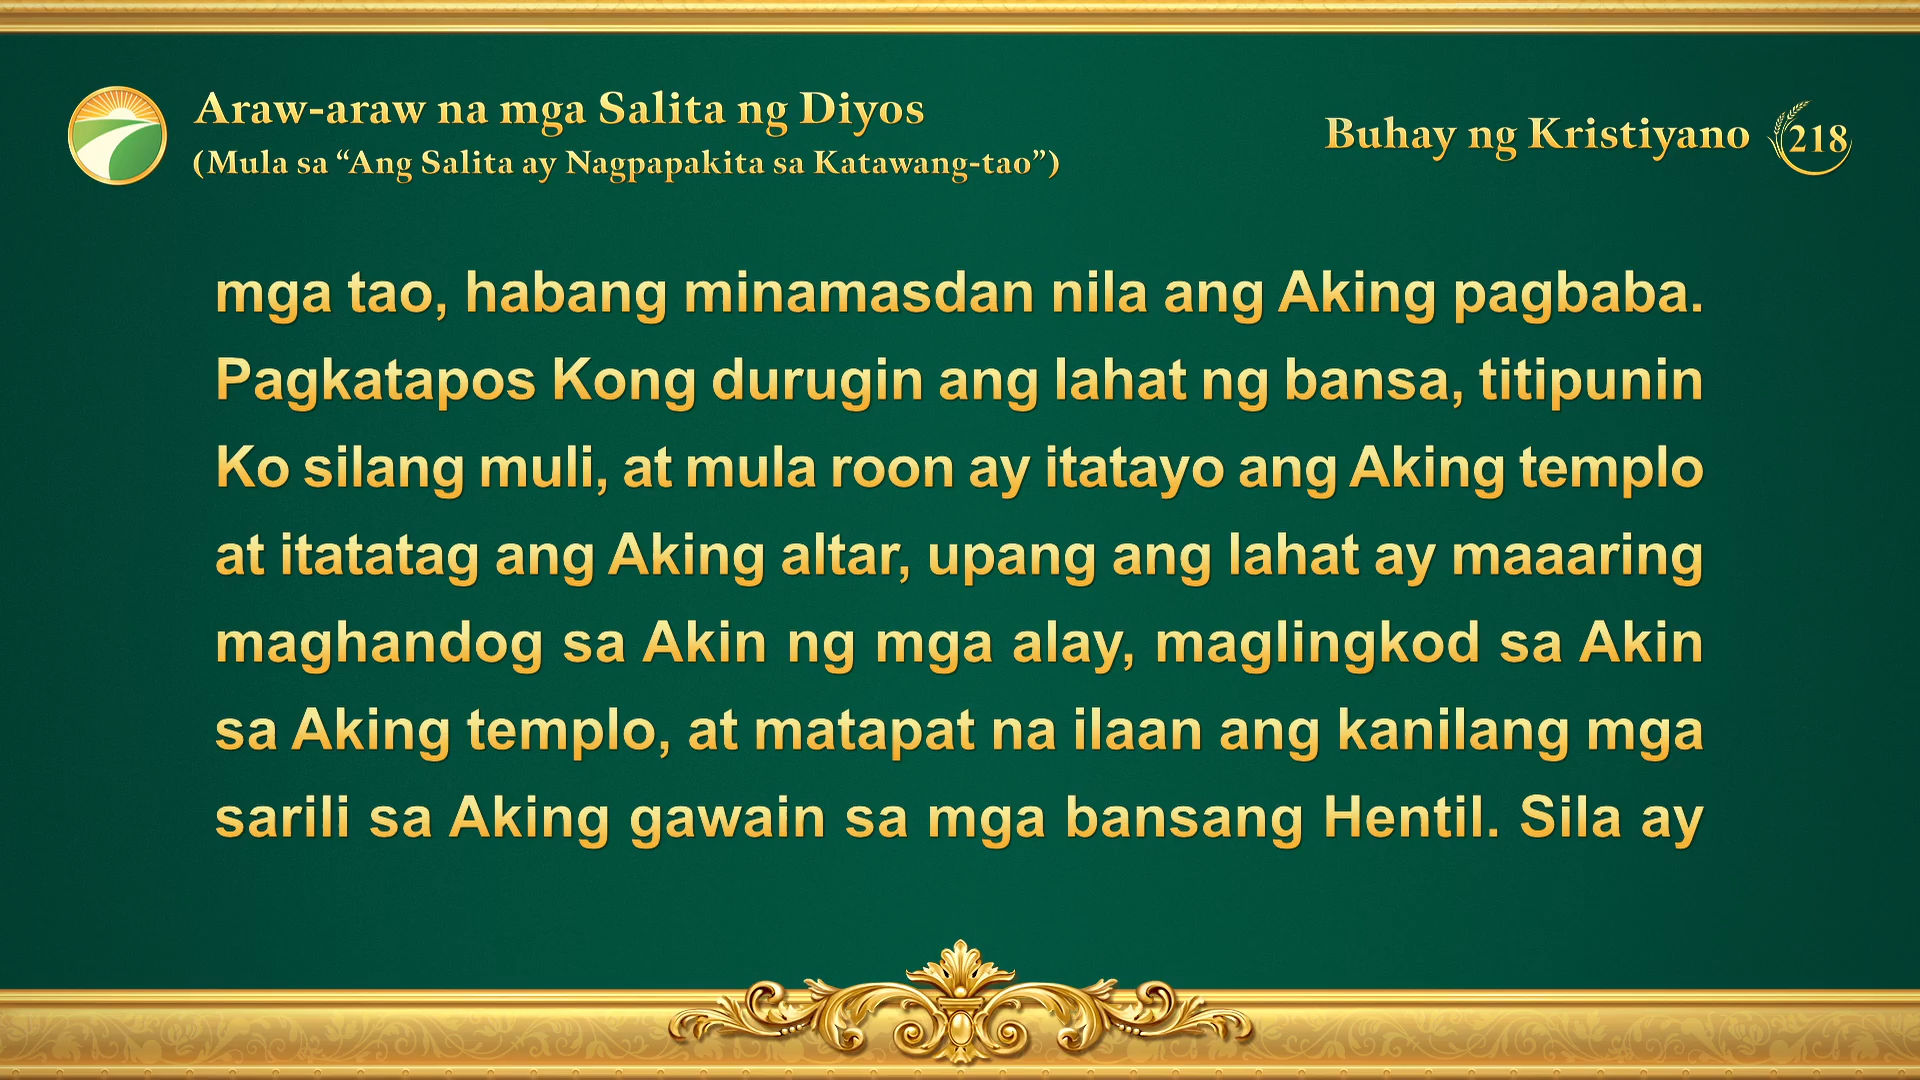 Araw-araw na mga Salita ng Diyos
(Mula sa “Ang Salita ay Nagpapakita sa Katawang-tao”)
Buhay ng Kristiyano 218
mga tao, habang minamasdan nila ang Aking pagbaba.
Pagkatapos Kong durugin ang lahat ng bansa, titipunin
Ko silang muli, at mula roon ay itatayo ang Aking templo
at itatatag ang Aking altar, upang ang lahat ay maaaring
maghandog sa Akin ng mga alay, maglingkod sa Akin
sa Aking templo, at matapat na ilaan ang kanilang mga
sarili sa Aking gawain sa mga bansang Hentil. Sila ay